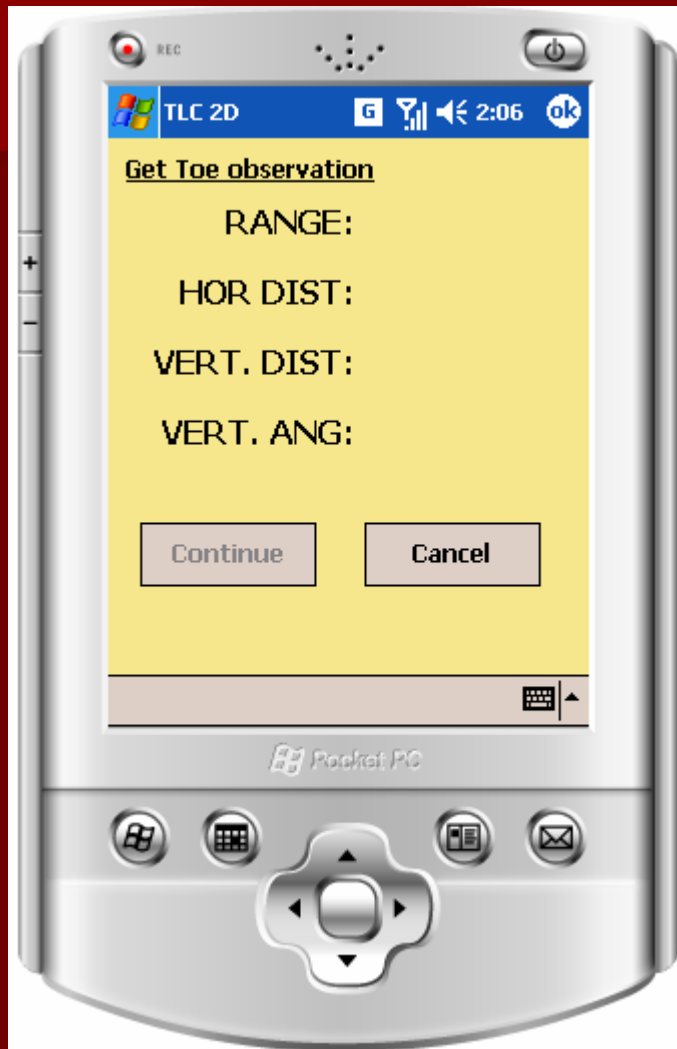 REC
TLC 2D G 2:06 ok
Get Toe observation
RANGE:
HOR DIST:
VERT. DIST:
VERT. ANG:
Continue Cancel
Pocket PC